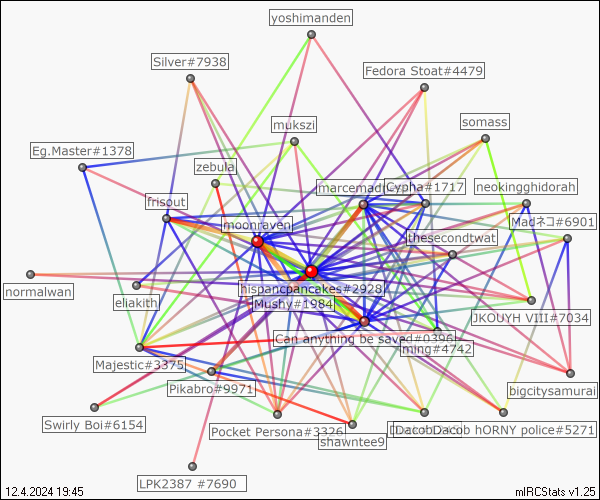 yoshimanden
Silver#7938
Fedora Stoat#4479
mukszi
somass
Eg.Master#1378
zebula
marcemad
Cypha#1717
neokingghidorah
frisout
moonraven
Madネコ#6901
thesecondtwat
normalwan
hispancpancakes#2928
eliakith
Mushy#1984
JKOUYH VIII#7034
Can anything be saved#0396
ming#4742
Majestic#3375
Pikabro#9971
bigcitysamurai
Swirly Boi#6154
Pocket Persona#3326
Dacob hORNY police#5271
shawntee9
LPK2387 #7690
12.4.2024 19:45
mIRCStats v1.25